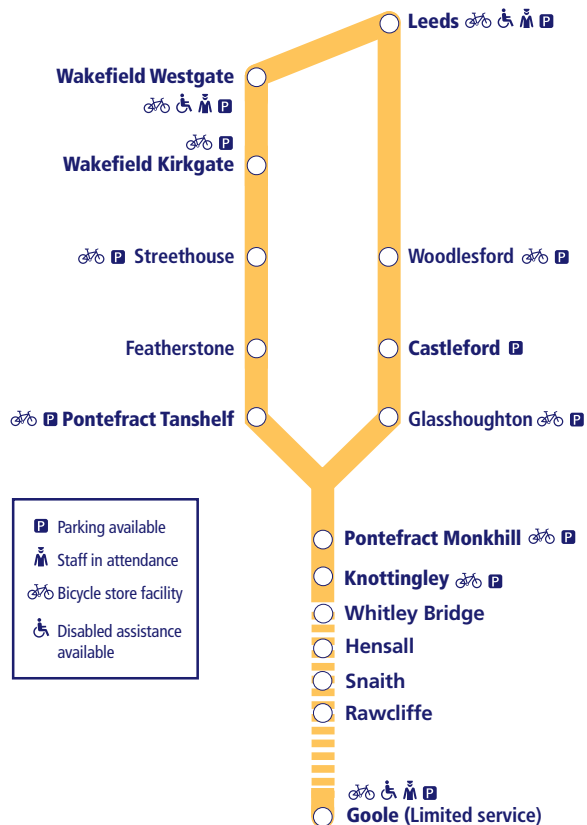 Leeds P
Wakefield Westgate
P
P
Wakefield Kirkgate
P Streethouse
Woodlesford P
Featherstone
Castleford P
P Pontefract Tanshelf
Glasshoughton P
P Parking available
Staff in attendance
Bicycle store facility
Disabled assistance
available
Pontefract Monkhill P
Knottingley P
Whitley Bridge
Hensall
Snaith
Rawcliffe
P
Goole (Limited service)